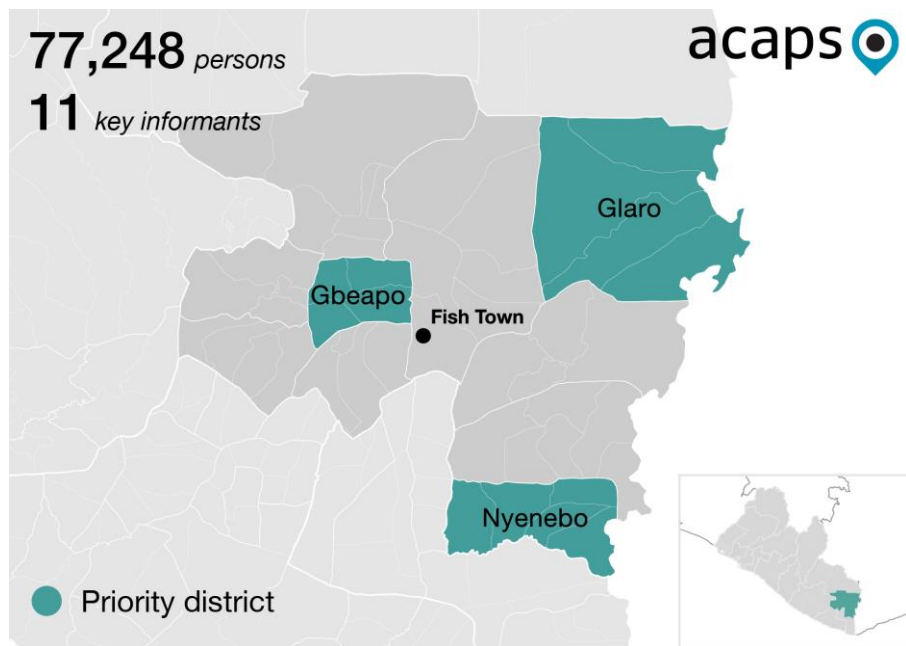 77,248 persons
11 key informants
acaps
Glaro
Gbeapo
Fish Town
Nyenebo
Priority district